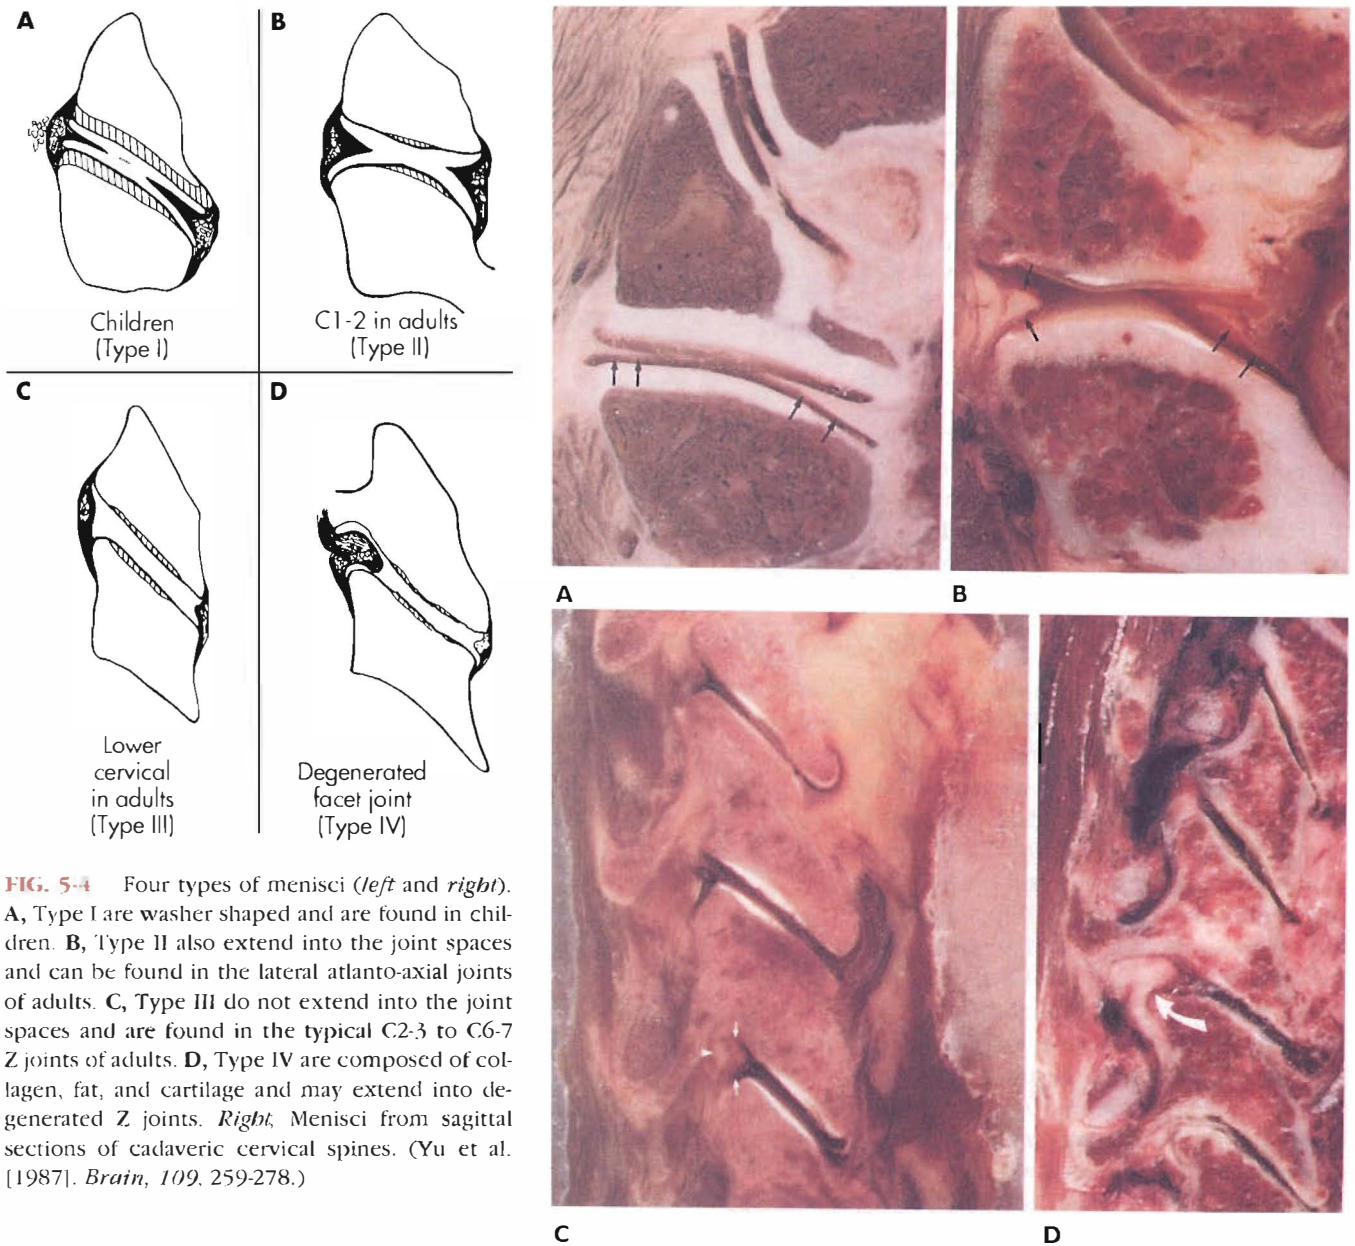 A
B
Children
(Type I)
C1-2 in adults
(Type II)
C
D
Lower
cervical
in adults
(Type III)
Degenerated
facet joint
(Type IV)
FIG. 5-4 Four types of menisci (left and right).
A, Type I are washer shaped and are found in chil-
dren. B, Type II also extend into the joint spaces
and can be found in the lateral atlanto-axial joints
of adults. C, Type III do not extend into the joint
spaces and are found in the typical C2-3 to C6-7
Z joints of adults. D, Type IV are composed of col-
lagen, fat, and cartilage and may extend into de-
generated Z joints. Right, Menisci from sagittal
sections of cadaveric cervical spines. (Yu et al.
[1987]. Brain, 109, 259-278.)
A
B
C
D